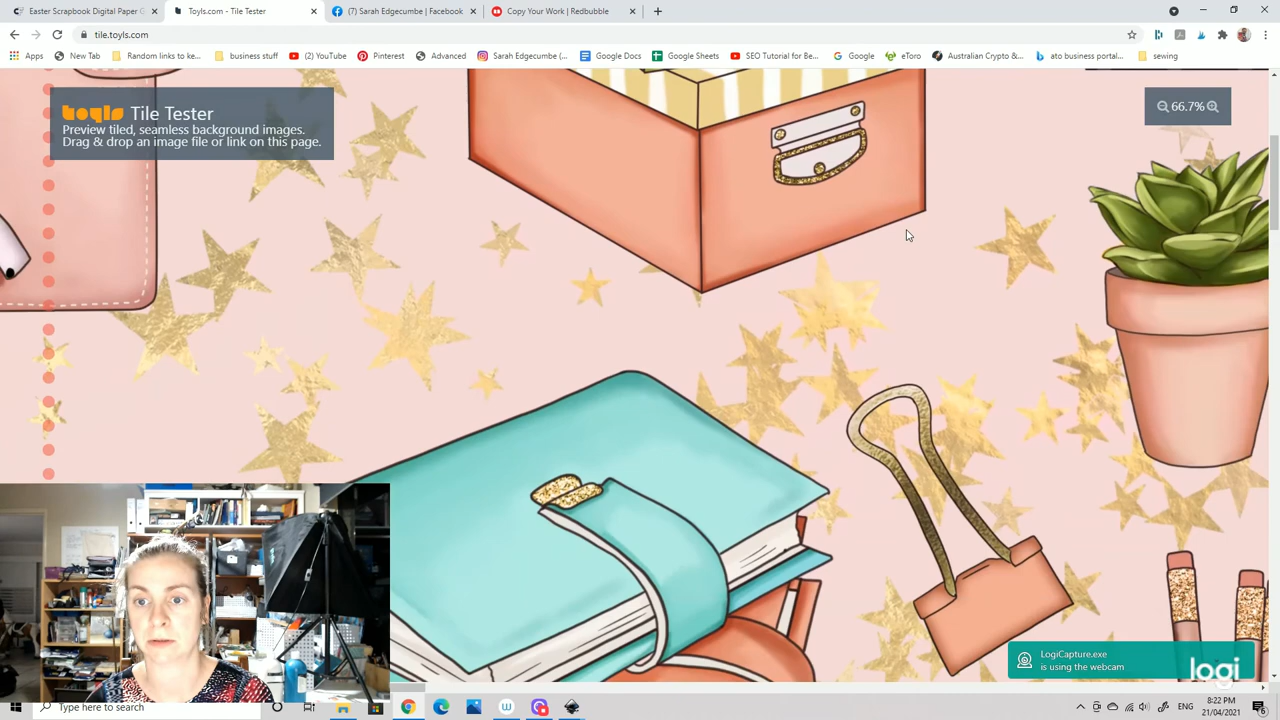 Easter Scrapbook Digital Paper G
Toyls.com - Tile Tester
(7) Sarah Edgecumbe | Facebook
Copy Your Work | Redbubble
tile.toyls.com
Apps
New Tab
Random links to ke...
business stuff
(2) YouTube
Pinterest
Advanced
Sarah Edgecumbe (...
Google Docs
Google Sheets
SEO Tutorial for Be...
Google
eToro
Australian Crypto &...
ato business portal...
sewing
toyls Tile Tester
Preview tiled, seamless background images.
Drag & drop an image file or link on this page.
66.7%
LogiCapture.exe
is using the webcam
logi
Type here to search
ENG
8:22 PM
21/04/2021